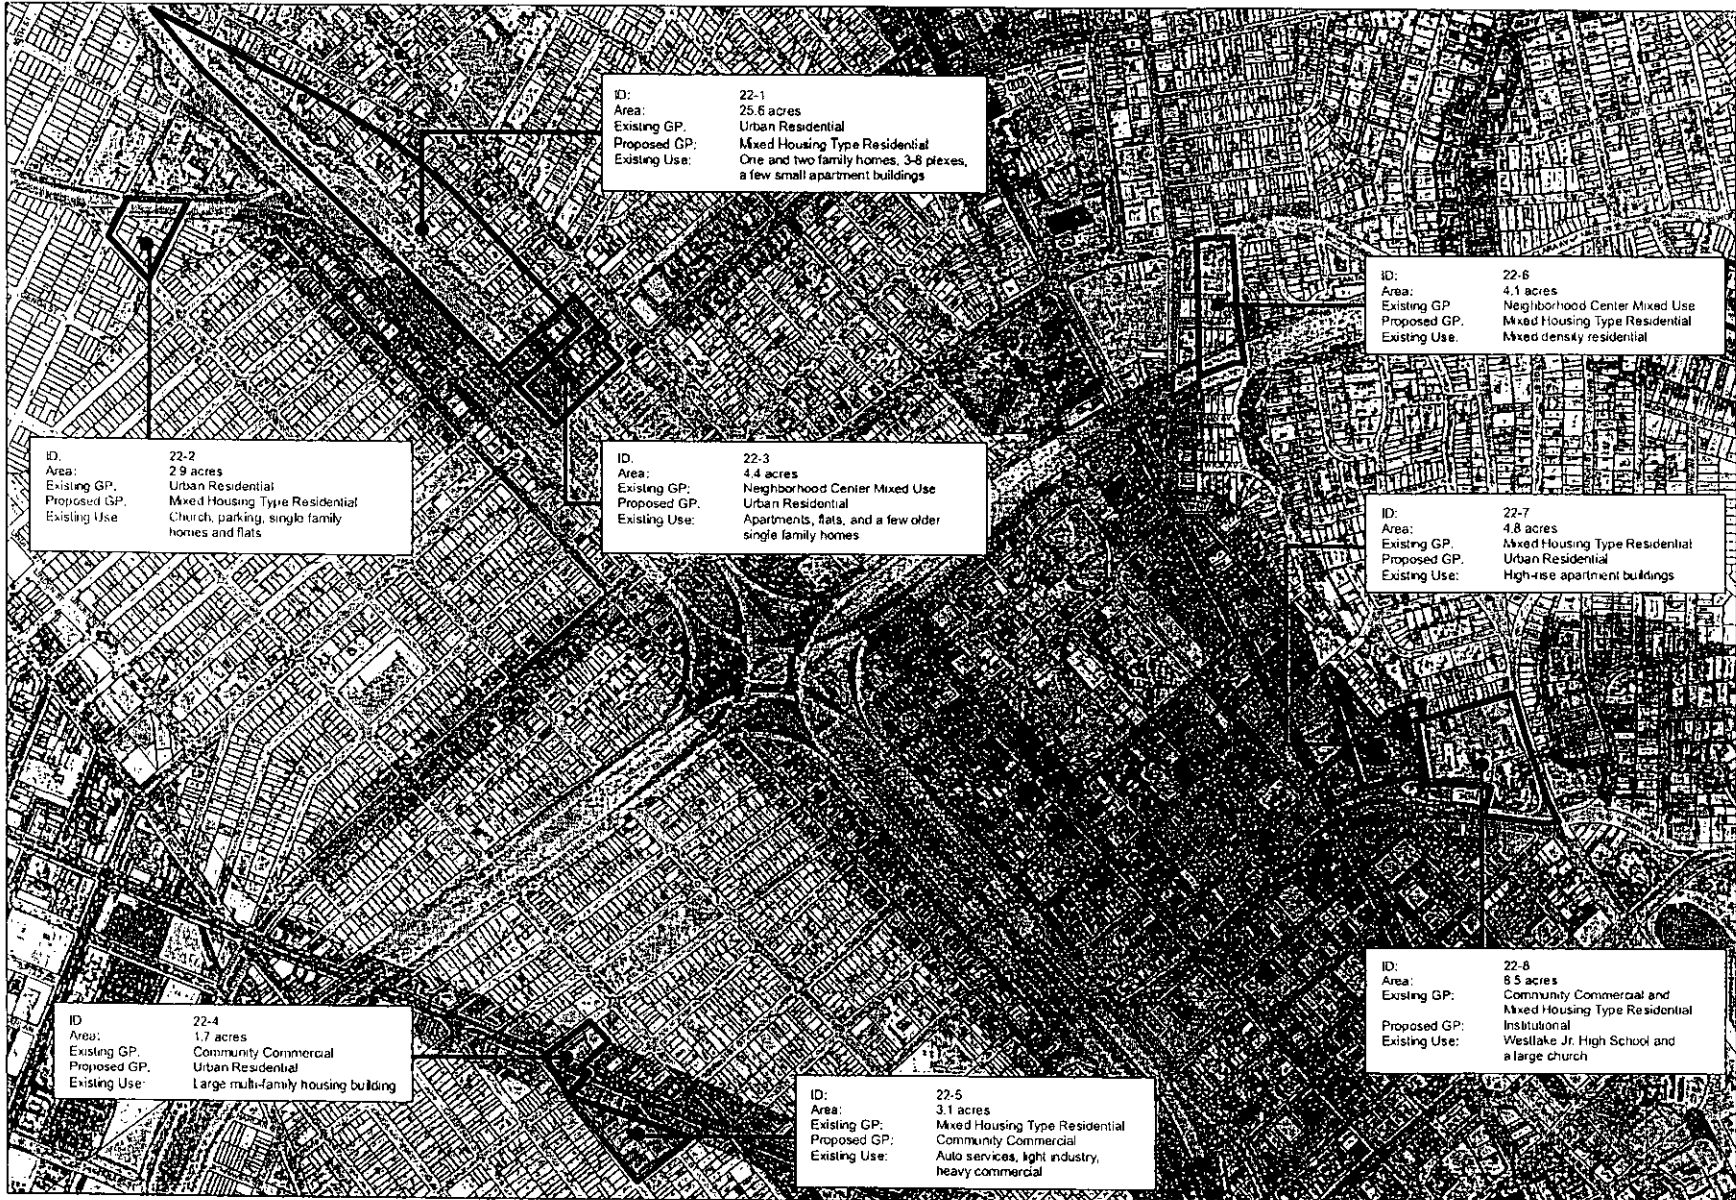 ID: 22-1
Area: 25.6 acres
Existing GP. Urban Residential
Proposed GP: Mixed Housing Type Residential
Existing Use: One and two family homes, 3-8 plexes,
a few small apartment buildings
ID: 22-6
Area: 4.1 acres
Existing GP Neighborhood Center Mixed Use
Proposed GP. Mixed Housing Type Residential
Existing Use. Mixed density residential
ID. 22-2
Area: 2.9 acres
Existing GP. Urban Residential
Proposed GP. Mixed Housing Type Residential
Existing Use Church, parking, single family
homes and flats
ID. 22-3
Area: 4.4 acres
Existing GP: Neighborhood Center Mixed Use
Proposed GP. Urban Residential
Existing Use: Apartments, flats, and a few older
single family homes
ID: 22-7
Area: 4.8 acres
Existing GP. Mixed Housing Type Residential
Proposed GP: Urban Residential
Existing Use: High-rise apartment buildings
ID 22-4
Area: 1.7 acres
Existing GP. Community Commercial
Proposed GP. Urban Residential
Existing Use: Large multi-family housing building
ID: 22-5
Area: 3.1 acres
Existing GP: Mixed Housing Type Residential
Proposed GP: Community Commercial
Existing Use: Auto services, light industry,
heavy commercial
ID: 22-8
Area: 8.5 acres
Existing GP: Community Commercial and
Mixed Housing Type Residential
Proposed GP: Institutional
Existing Use: Westlake Jr. High School and
a large church